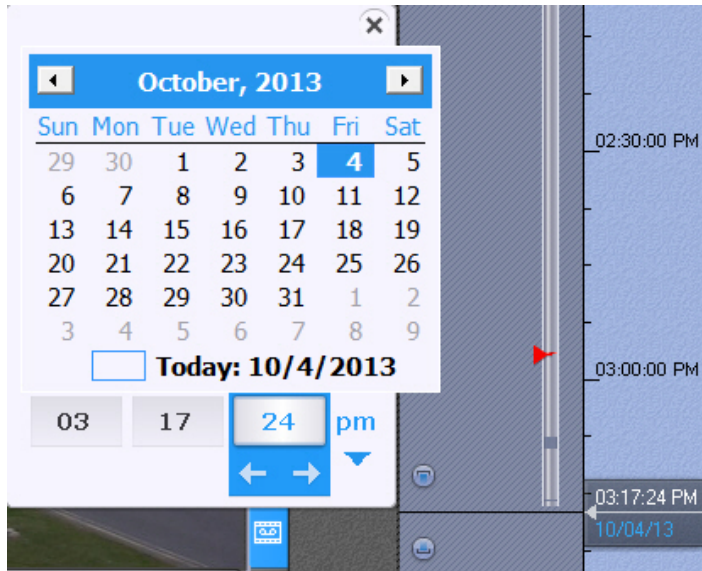 October, 2013
Sun Mon Tue Wed Thu Fri Sat
29 30 1 2 3 4 5
6 7 8 9 10 11 12
13 14 15 16 17 18 19
20 21 22 23 24 25 26
27 28 29 30 31 1 2
3 4 5 6 7 8 9
Today: 10/4/2013
03 17 24 pm
02:30:00 PM
03:00:00 PM
03:17:24 PM
10/04/13